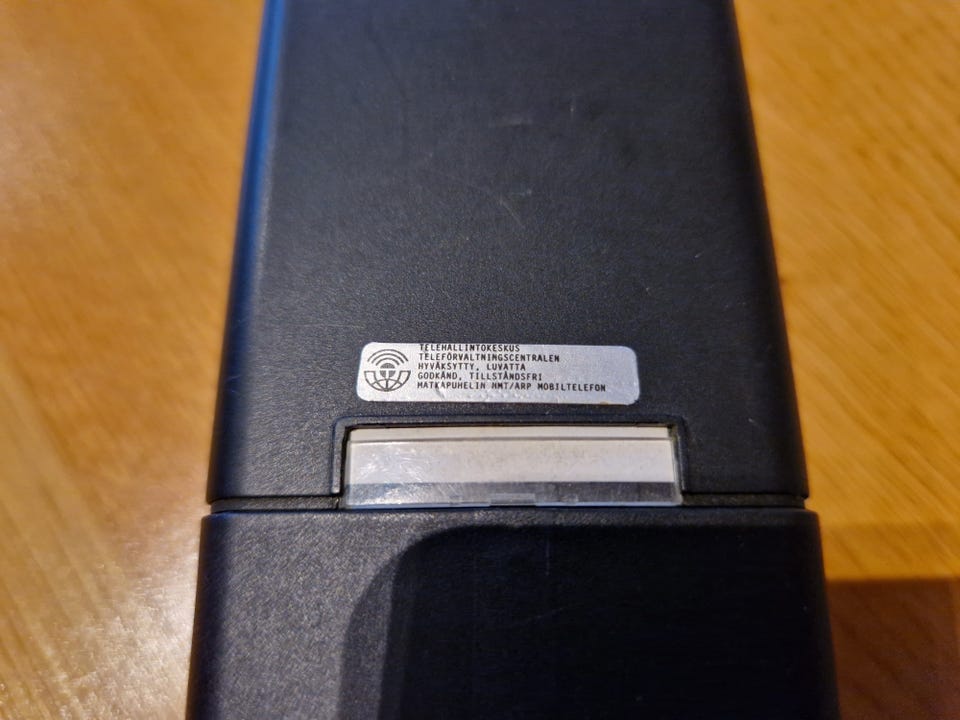 TELEHALLINTOKESKUS
TELEFÖRVALTNINGSCENTRALEN
HYVÄKSYTTY, LUVATTA
GODKÄND, TILLSTÅNDSFRI
MATKAPUHELIN NMT/ARP MOBILTELEFON